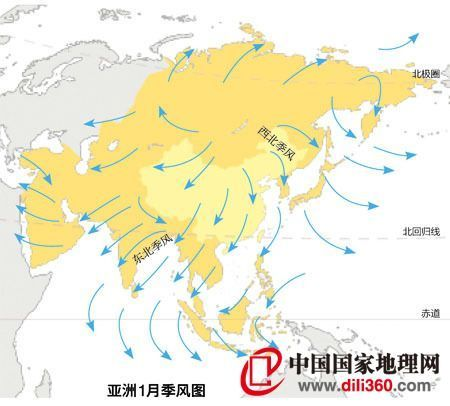 北极圈
西北季风
北回归线
东北季风
赤道
亚洲1月季风图
中国国家地理网
www.dili360.com